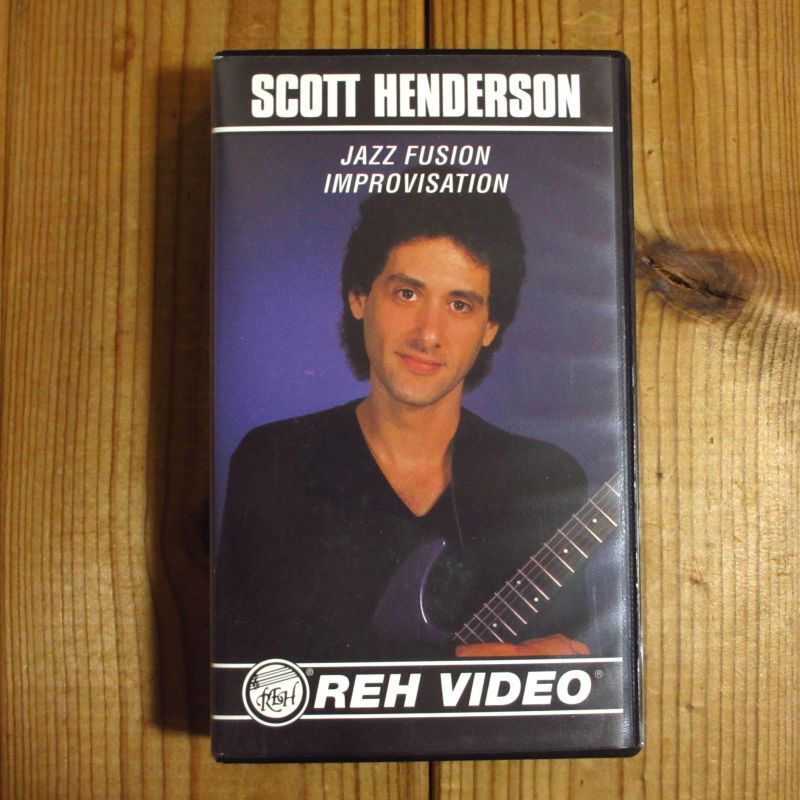 SCOTT HENDERSON
JAZZ FUSION
IMPROVISATION
REH ® REH VIDEO®